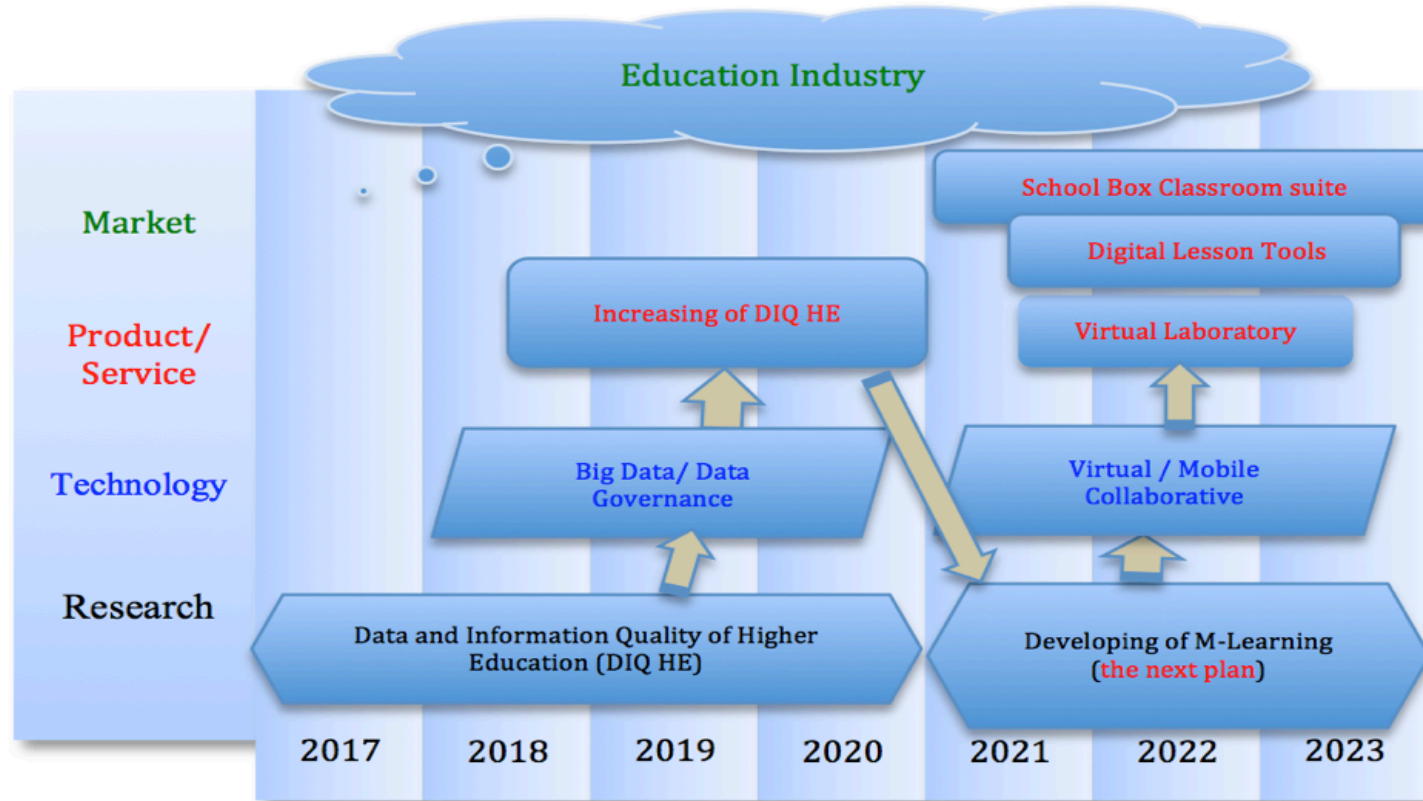 Education Industry
Market
School Box Classroom suite
Digital Lesson Tools
Product/
Service
Increasing of DIQ HE
Virtual Laboratory
Technology
Big Data/ Data
Governance
Virtual / Mobile
Collaborative
Research
Data and Information Quality of Higher
Education (DIQ HE)
Developing of M-Learning
(the next plan)
2017 2018 2019 2020 2021 2022 2023